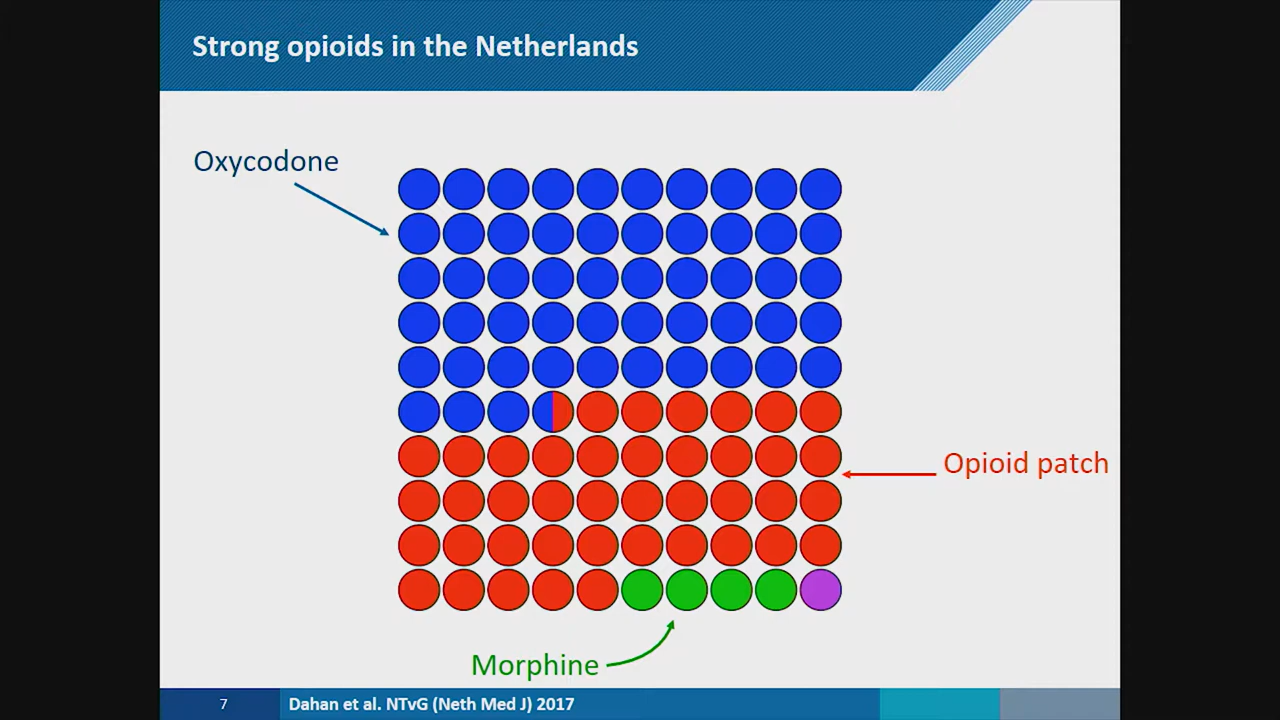 Strong opioids in the Netherlands
Oxycodone
Opioid patch
Morphine
7
Dahan et al. NTvG (Neth Med J) 2017